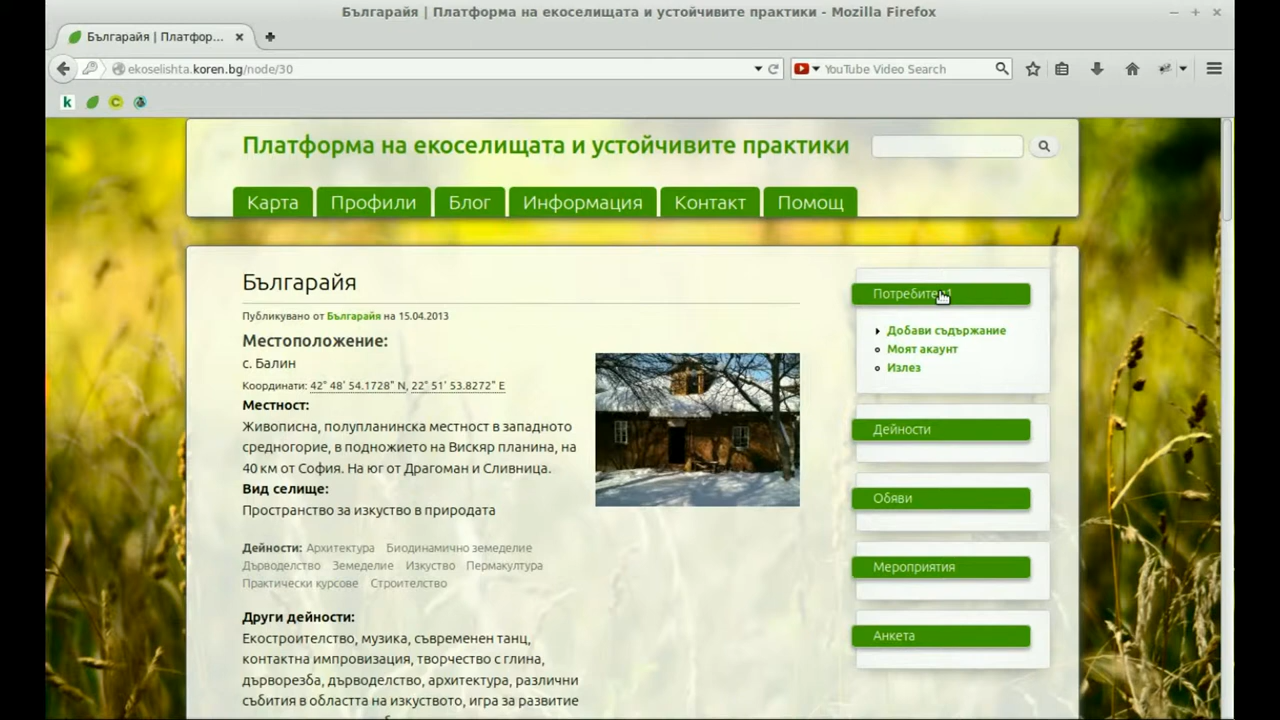 Българайя | Платформа на екоселищата и устойчивите практики - Mozilla Firefox
Българайя | Платфор...
ekoselishta.koren.bg/node/30
YouTube Video Search
Платформа на екоселищата и устойчивите практики
Карта Профили Блог Информация Контакт Помощ
Българайя
Публикувано от Българайя на 15.04.2013
Местоположение:
с. Балин
Координати: 42° 48' 54.1728" N, 22° 51' 53.8272" E
Местност:
Живописна, полупланинска местност в западното
средногорие, в подножието на Вискяр планина, на
40 км от София. На юг от Драгоман и Сливница.
Вид селище:
Пространство за изкуство в природата
Дейности: Архитектура Биодинамично земеделие
Дърводелство Земеделие Изкуство Пермакултура
Практически курсове Строителство
Други дейности:
Екостроителство, музика, съвременен танц,
контактна импровизация, творчество с глина,
дърворезба, дърводелство, архитектура, различни
събития в областта на изкуството, игра за развитие
Добави съдържание
Моят акаунт
Излез
Дейности
Обяви
Мероприятия
Анкета